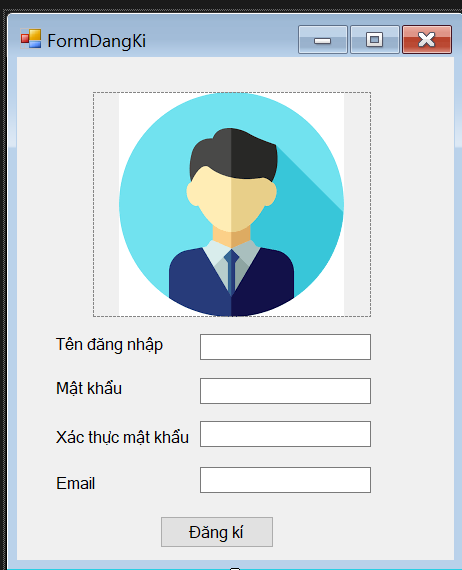 FormDangKi
Tên đăng nhập
Mật khẩu
Xác thực mật khẩu
Email
Đăng kí